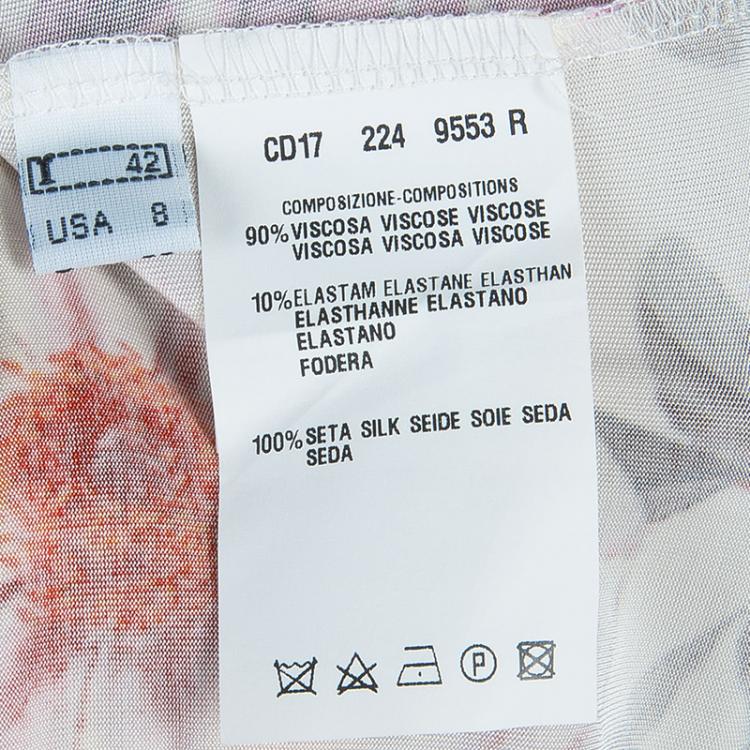 I 42
USA 8
CD17 224 9553 R
COMPOSIZIONE-COMPOSITIONS
90% VISCOSA VISCOSE VISCOSE
VISCOSA VISCOSA VISCOSE
10% ELASTAM ELASTANE ELASTHAN
ELASTHANNE ELASTANO
ELASTANO
FODERA
100% SETA SILK SEIDE SOIE SEDA
SEDA
P